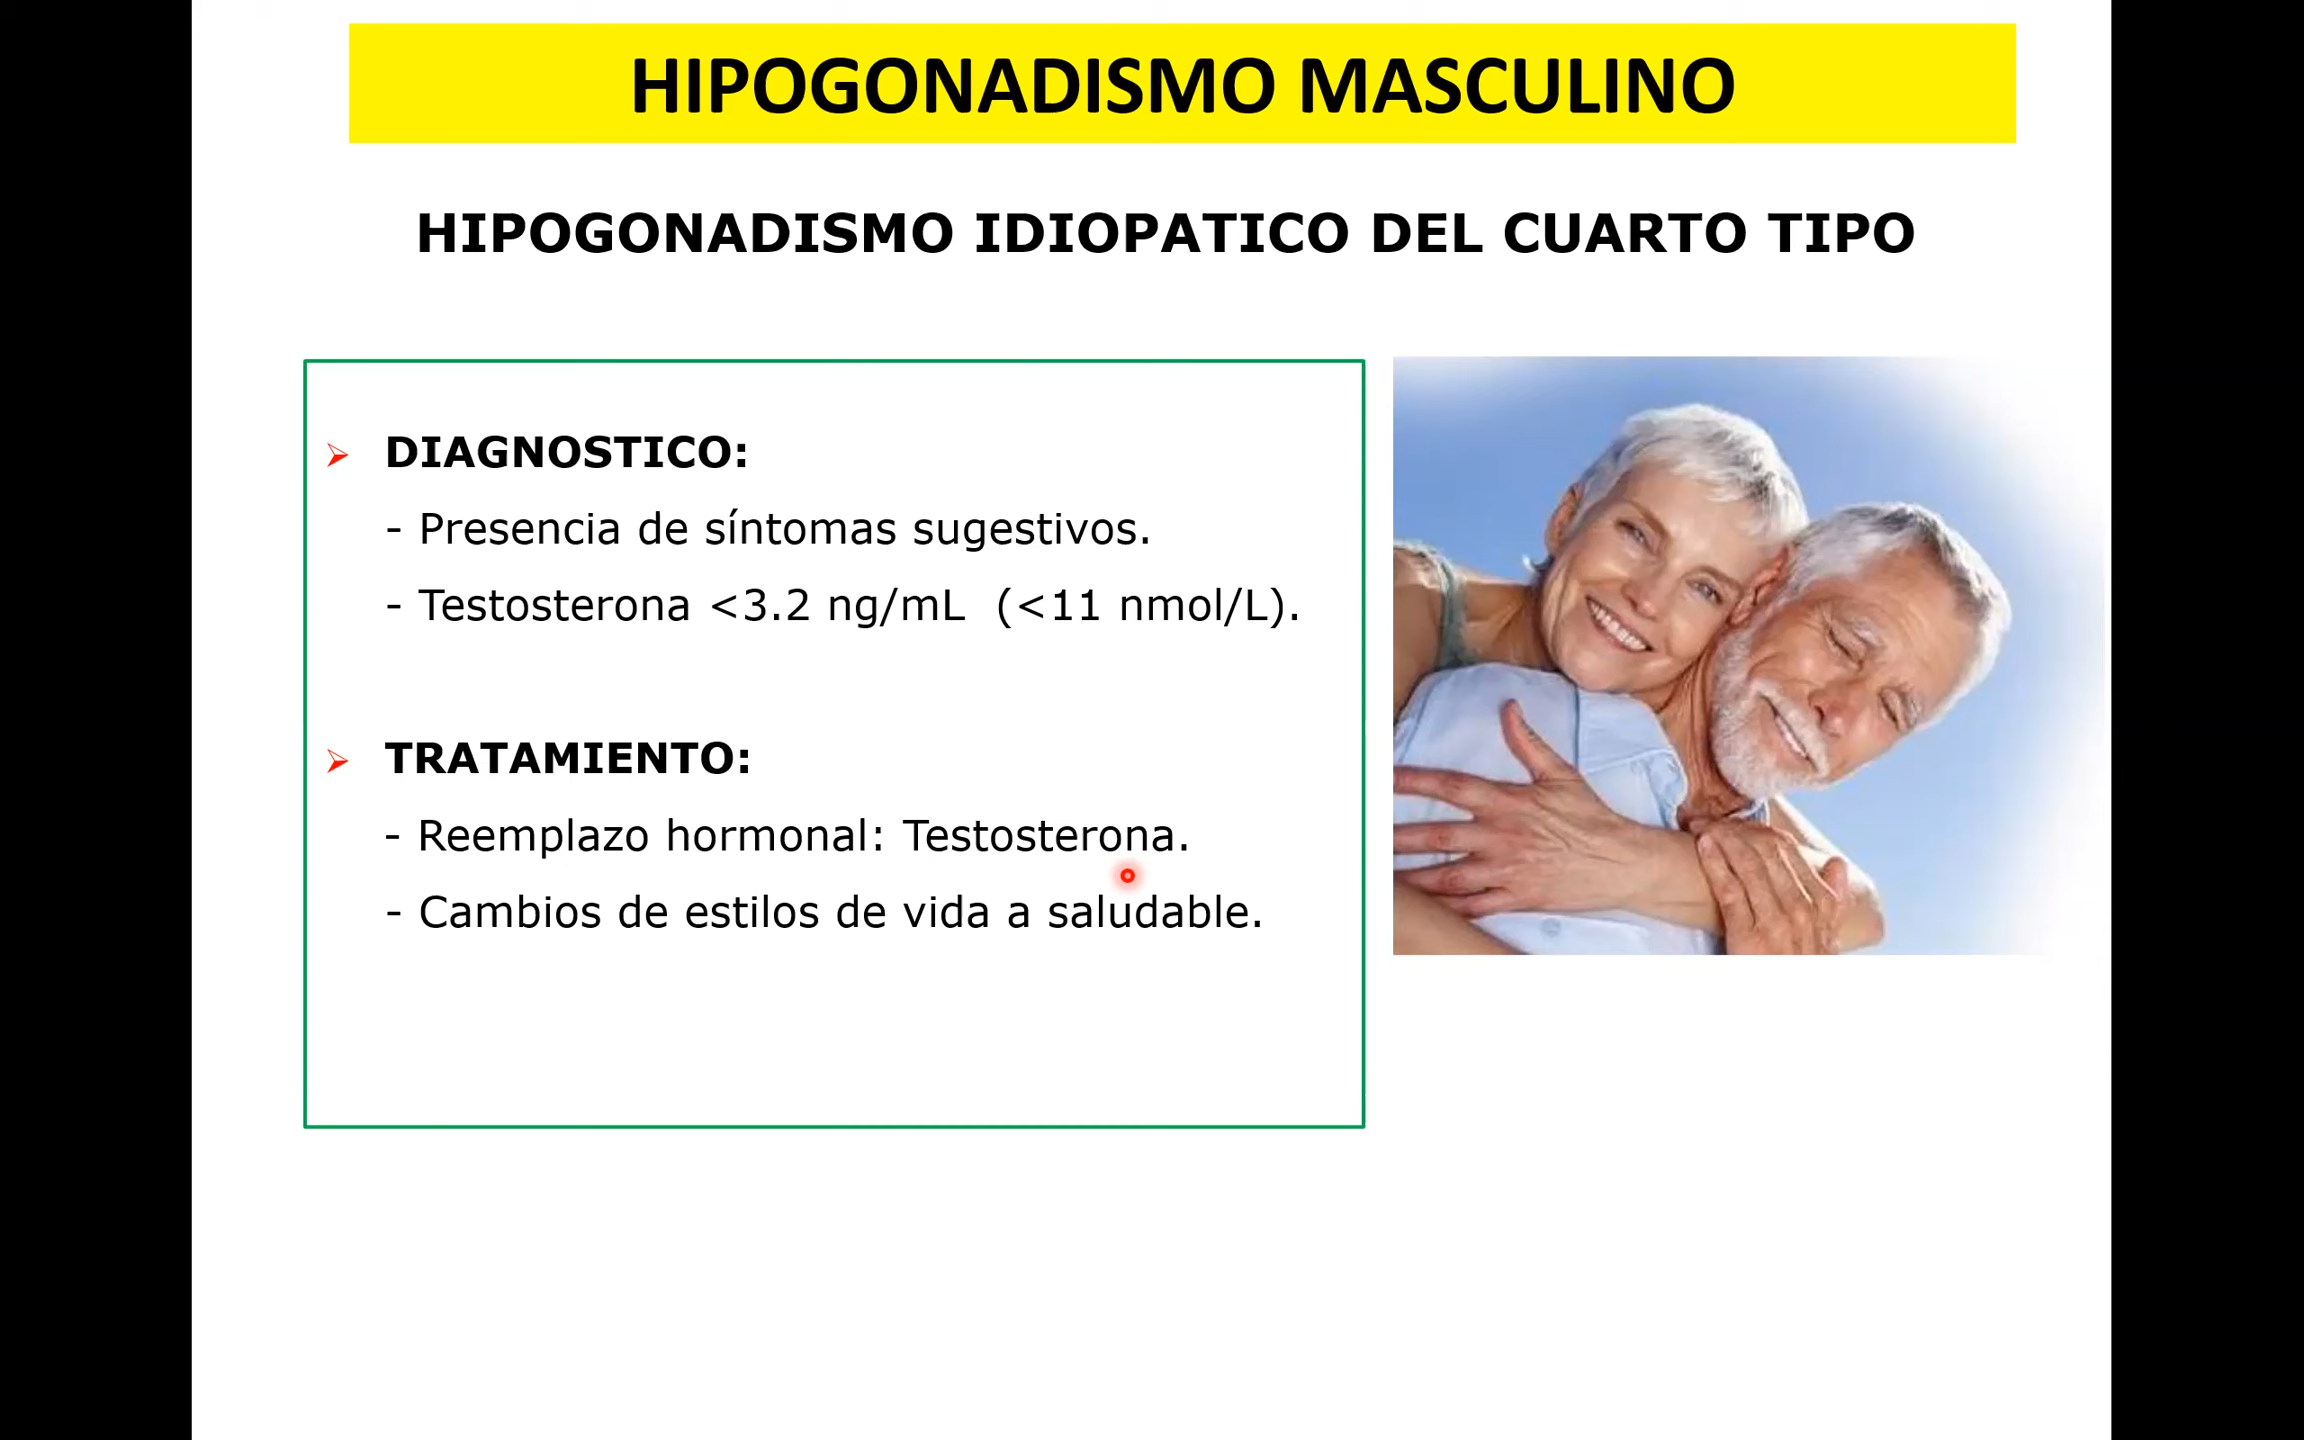 HIPOGONADISMO MASCULINO
HIPOGONADISMO IDIOPATICO DEL CUARTO TIPO
DIAGNOSTICO:
- Presencia de síntomas sugestivos.
- Testosterona <3.2 ng/mL (<11 nmol/L).
TRATAMIENTO:
- Reemplazo hormonal: Testosterona.
- Cambios de estilos de vida a saludable.